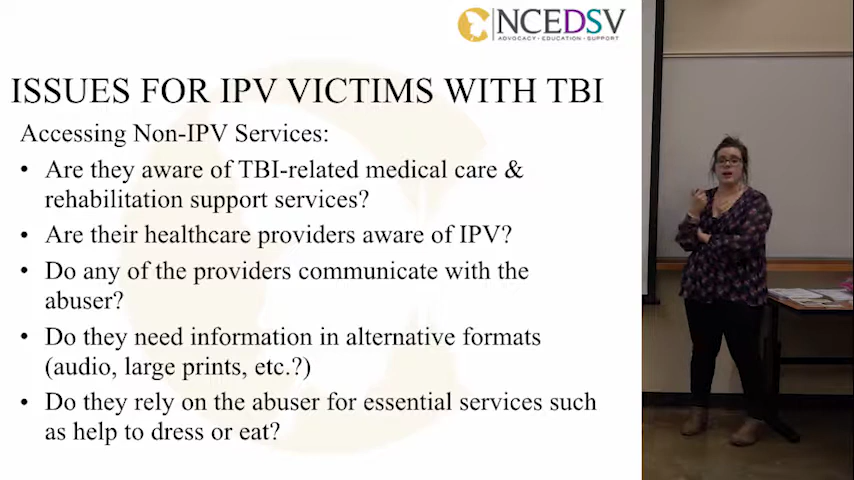 NCEDSV
ADVOCACY · EDUCATION · SUPPORT
ISSUES FOR IPV VICTIMS WITH TBI
Accessing Non-IPV Services:
• Are they aware of TBI-related medical care &
rehabilitation support services?
• Are their healthcare providers aware of IPV?
• Do any of the providers communicate with the
abuser?
• Do they need information in alternative formats
(audio, large prints, etc.?)
• Do they rely on the abuser for essential services such
as help to dress or eat?